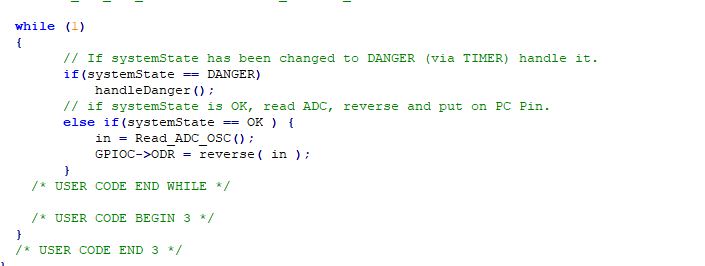 while (1)
{
// If systemState has been changed to DANGER (via TIMER) handle it.
if(systemState == DANGER)
handleDanger();
// if systemState is OK, read ADC, reverse and put on PC Pin.
else if(systemState == OK ) {
in = Read_ADC_OSC();
GPIOC->ODR = reverse( in );
}
/* USER CODE END WHILE */
/* USER CODE BEGIN 3 */
}
/* USER CODE END 3 */